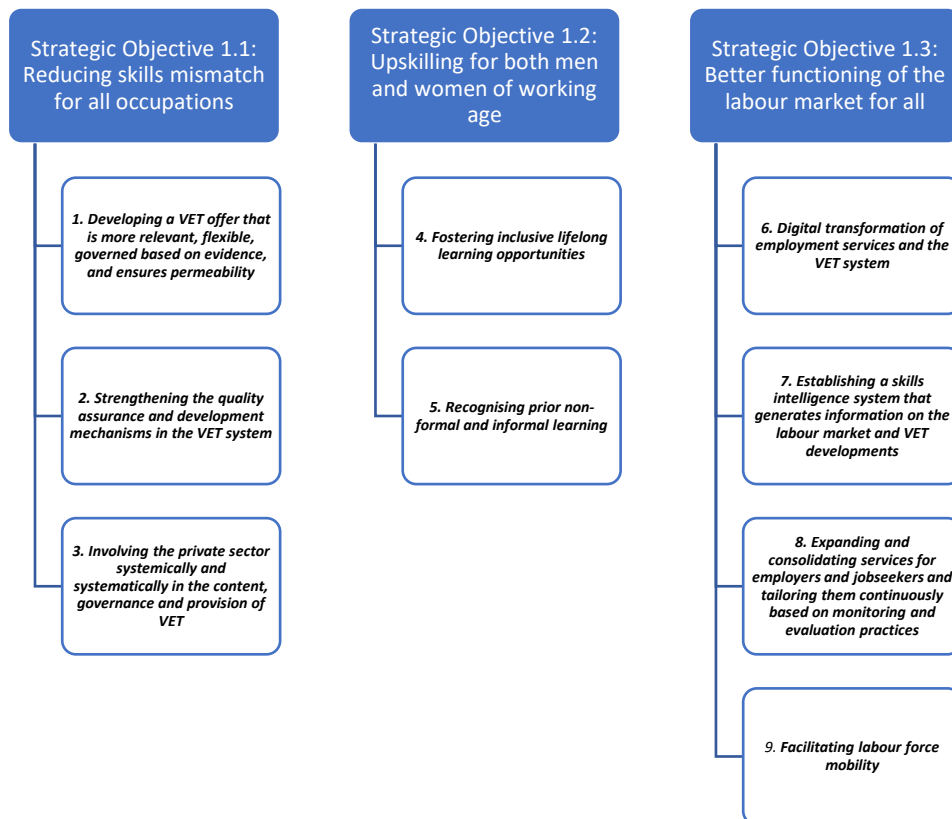 Strategic Objective 1.1:
Reducing skills mismatch
for all occupations
1. Developing a VET offer that
is more relevant, flexible,
governed based on evidence,
and ensures permeability
2. Strengthening the quality
assurance and development
mechanisms in the VET system
3. Involving the private sector
systemically and
systematically in the content,
governance and provision of
VET
Strategic Objective 1.2:
Upskilling for both men
and women of working
age
4. Fostering inclusive lifelong
learning opportunities
5. Recognising prior non-
formal and informal learning
Strategic Objective 1.3:
Better functioning of the
labour market for all
6. Digital transformation of
employment services and the
VET system
7. Establishing a skills
intelligence system that
generates information on the
labour market and VET
developments
8. Expanding and
consolidating services for
employers and jobseekers and
tailoring them continuously
based on monitoring and
evaluation practices
9. Facilitating labour force
mobility